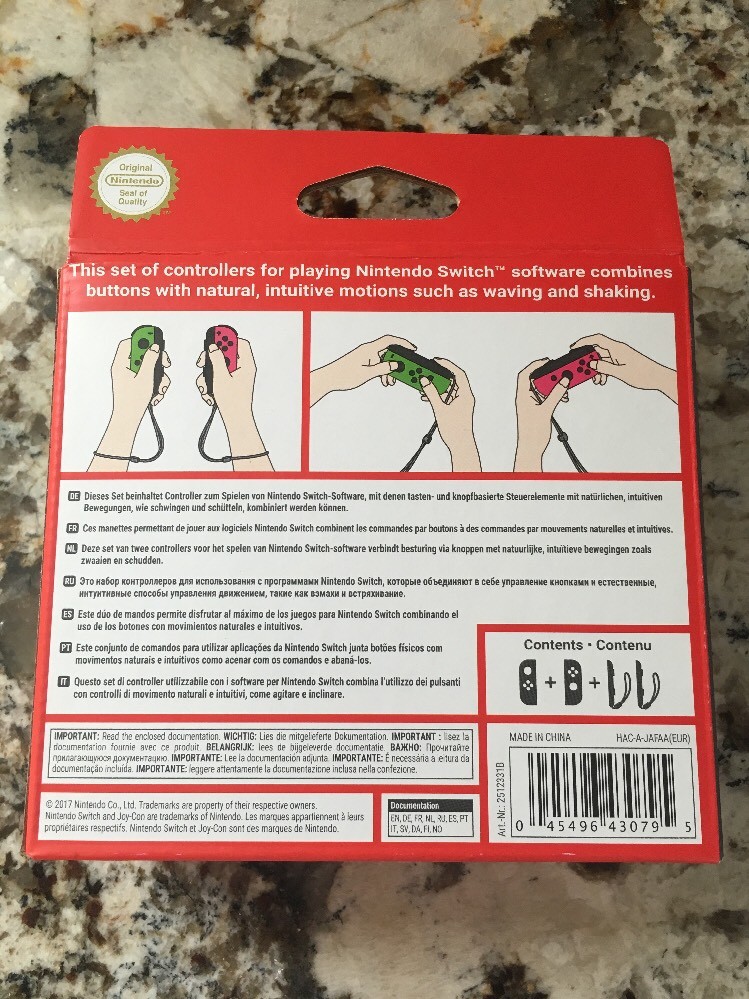 Original
Nintendo
Seal of
Quality
This set of controllers for playing Nintendo Switch™ software combines
buttons with natural, intuitive motions such as waving and shaking.
DE Dieses Set beinhaltet Controller zum Spielen von Nintendo Switch-Software, mit denen tasten- und knopfbasierte Steuerelemente mit natürlichen, intuitiven
Bewegungen, wie schwingen und schütteln, kombiniert werden können.
FR Ces manettes permettant de jouer aux logiciels Nintendo Switch combinent les commandes par boutons à des commandes par mouvements naturelles et intuitives.
NL Deze set van twee controllers voor het spelen van Nintendo Switch-software verbindt besturing via knoppen met natuurlijke, intuïtieve bewegingen zoals
zwaaien en schudden.
RU Это набор контроллеров для использования с программами Nintendo Switch, которые объединяют в себе управление кнопками и естественные,
интуитивные способы управления движением, такие как взмахи и встряхивание.
ES Este dúo de mandos permite disfrutar al máximo de los juegos para Nintendo Switch combinando el
uso de los botones con movimientos naturales e intuitivos.
PT Este conjunto de comandos para utilizar aplicações da Nintendo Switch junta botões físicos com
movimentos naturais e intuitivos como acenar com os comandos e abaná-los.
IT Questo set di controller utilizzabile con i software per Nintendo Switch combina l'utilizzo dei pulsanti
con controlli di movimento naturali e intuitivi, come agitare e inclinare.
Contents • Contenu
+ +
IMPORTANT: Read the enclosed documentation. WICHTIG: Lies die mitgelieferte Dokumentation. IMPORTANT : lisez la
documentation fournie avec ce produit. BELANGRIJK: lees de bijgeleverde documentatie. ВАЖНО: Прочитайте
прилагающуюся документацию. IMPORTANTE: Lee la documentación adjunta. IMPORTANTE: É necessária a leitura da
documentação incluída. IMPORTANTE: leggere attentamente la documentazione inclusa nella confezione.
© 2017 Nintendo Co., Ltd. Trademarks are property of their respective owners.
Nintendo Switch and Joy-Con are trademarks of Nintendo. Les marques appartiennent à leurs
propriétaires respectifs. Nintendo Switch et Joy-Con sont des marques de Nintendo.
Documentation
EN, DE, FR, NL, RU, ES, PT
IT, SV, DA, FI, NO
MADE IN CHINA HAC-A-JAFAA(EUR)
Art.-Nr.: 2512331B
0 45496 43079 5